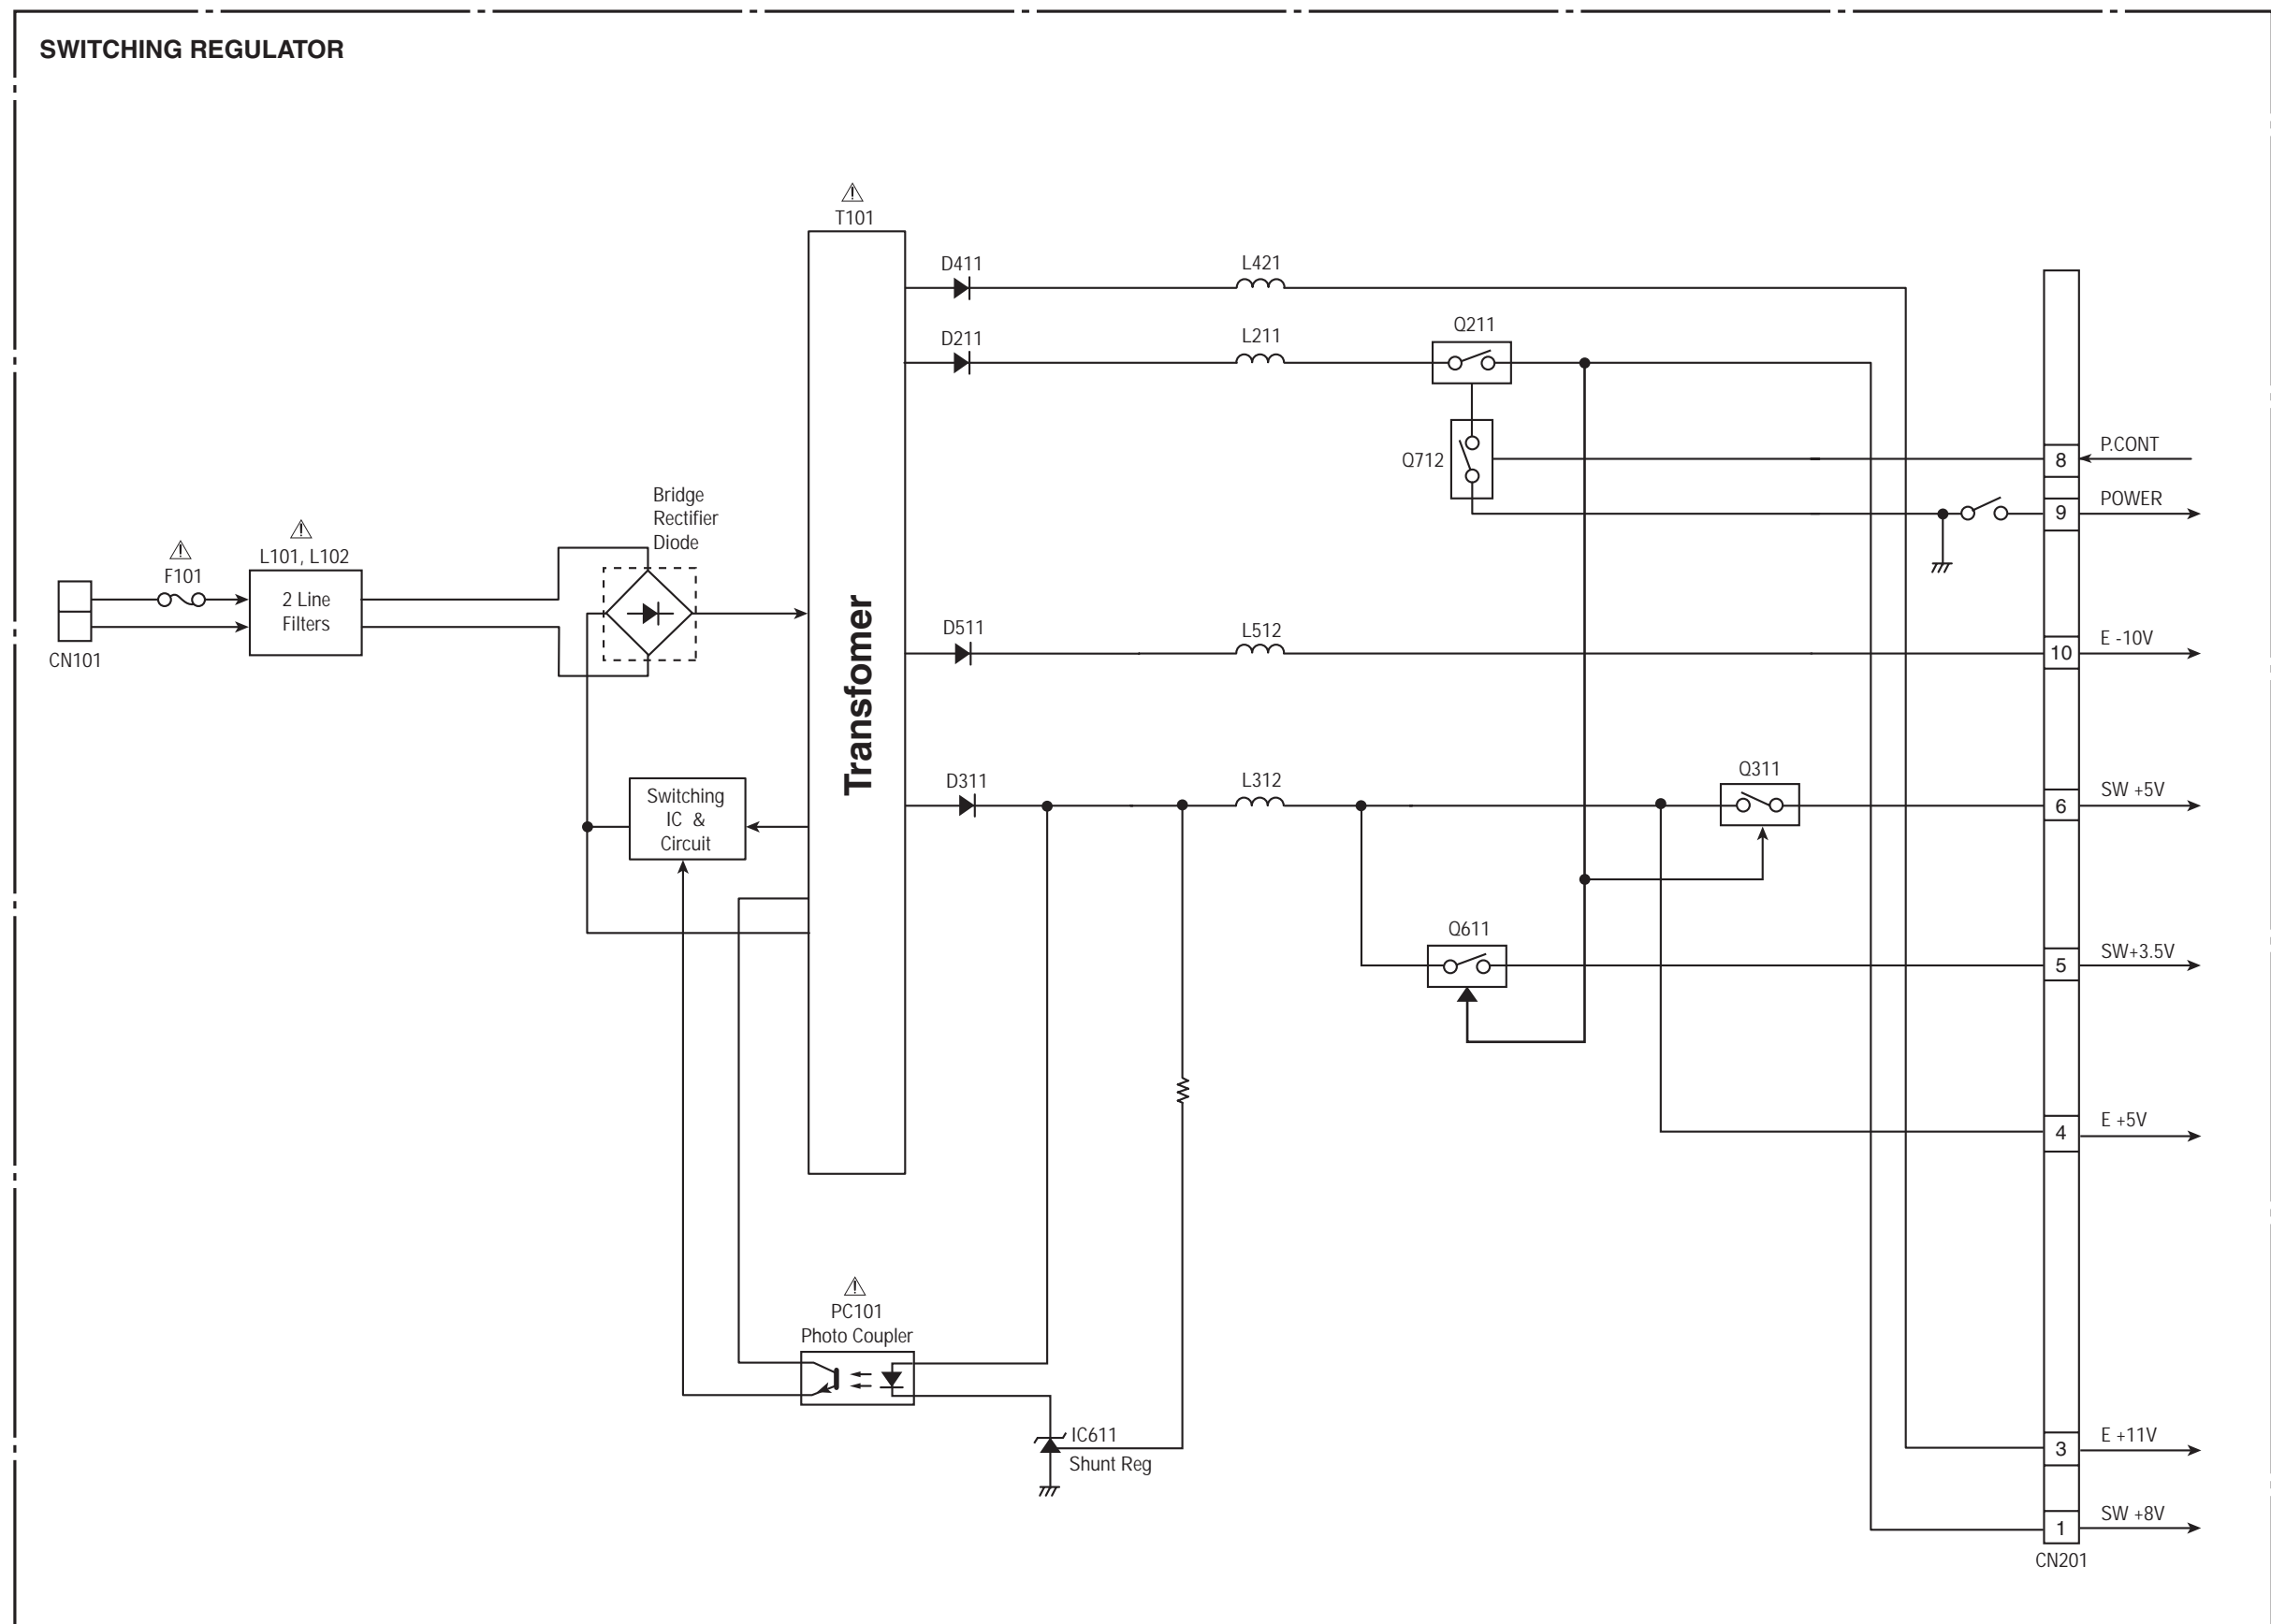 SWITCHING REGULATOR
T101
Transfomer
D411
L421
D211
L211
Q211
Q712
8
P.CONT
9
POWER
Bridge
Rectifier
Diode
F101
L101, L102
2 Line
Filters
CN101
D511
L512
10
E -10V
Switching
IC &
Circuit
D311
L312
Q311
6
SW +5V
Q611
5
SW+3.5V
4
E +5V
PC101
Photo Coupler
IC611
Shunt Reg
3
E +11V
1
SW +8V
CN201